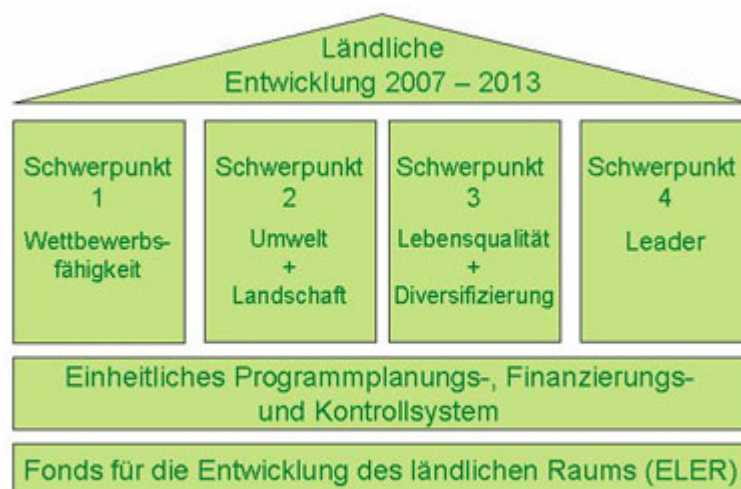 Ländliche
Entwicklung 2007 – 2013
Schwerpunkt
1
Wettbewerbs-
fähigkeit
Schwerpunkt
2
Umwelt
+
Landschaft
Schwerpunkt
3
Lebensqualität
+
Diversifizierung
Schwerpunkt
4
Leader
Einheitliches Programmplanungs-, Finanzierungs-
und Kontrollsystem
Fonds für die Entwicklung des ländlichen Raums (ELER)